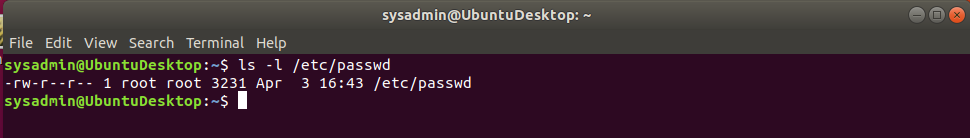 sysadmin@UbuntuDesktop: ~
File Edit View Search Terminal Help
sysadmin@UbuntuDesktop:~$ ls -l /etc/passwd
-rw-r--r-- 1 root root 3231 Apr  3 16:43 /etc/passwd
sysadmin@UbuntuDesktop:~$